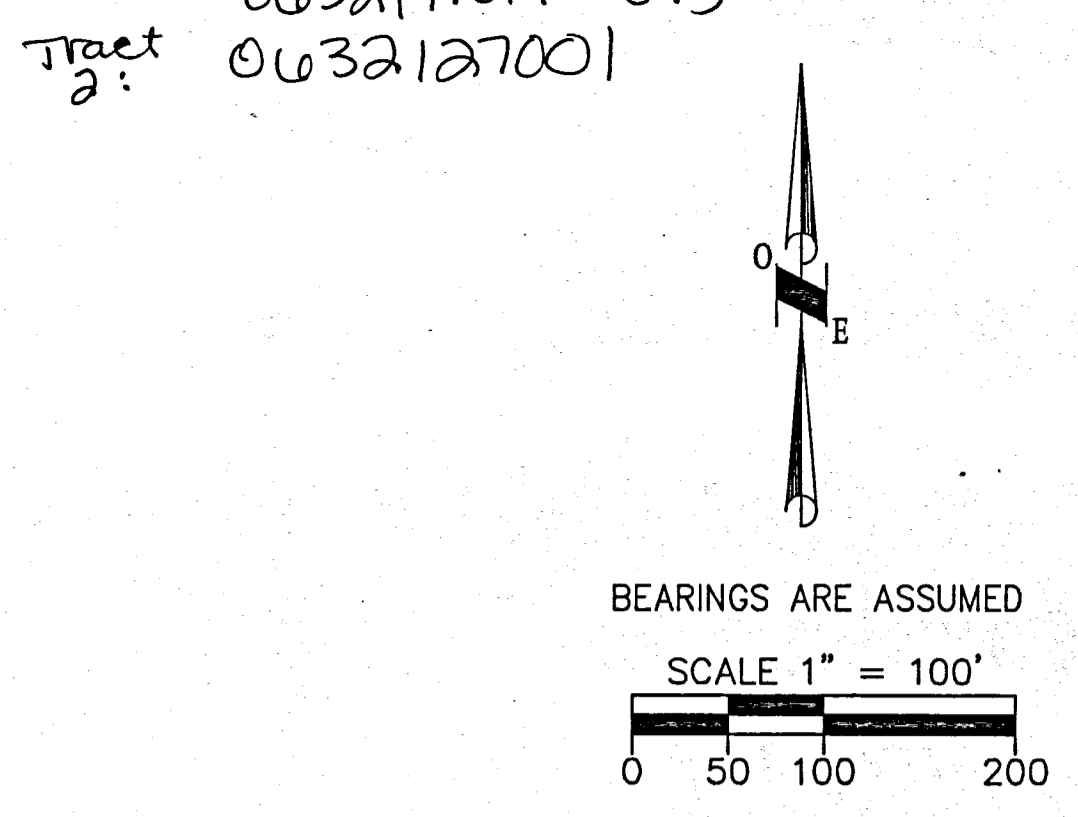 Tract 0632127001
2:
O
E
BEARINGS ARE ASSUMED
SCALE 1" = 100'
0 50 100 200